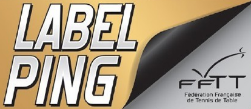 LABEL
PING
FFTT
Fédération Française
de Tennis de Table